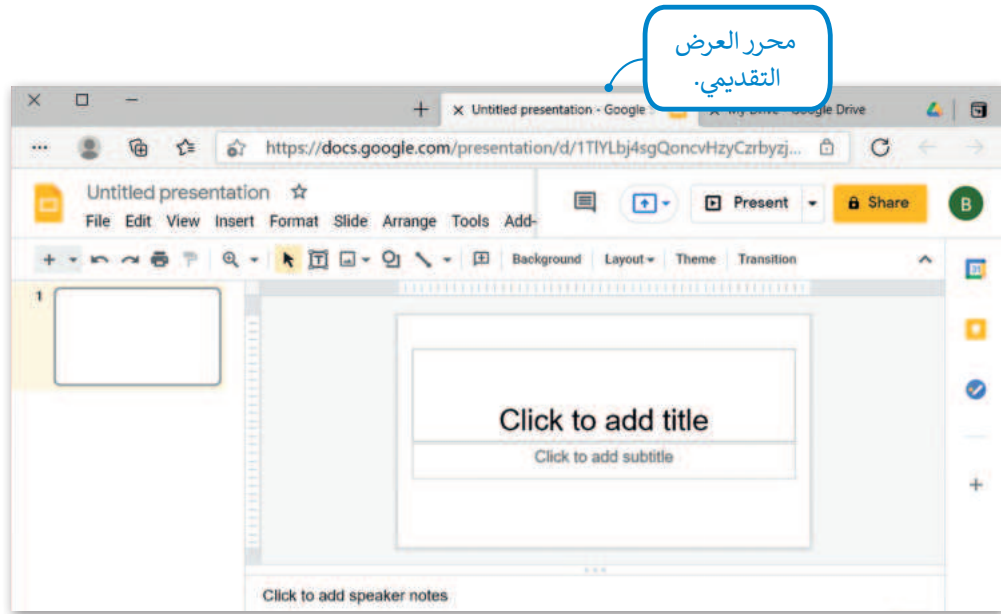 محرر العرض
التقديمي.
Untitled presentation - Google
My Drive - Google Drive
https://docs.google.com/presentation/d/1TlYLbj4sgQoncvHzyCzrbyzj...
Untitled presentation
File Edit View Insert Format Slide Arrange Tools Add-
Present
Share
B
Background Layout Theme Transition
31
1
Click to add title
Click to add subtitle
Click to add speaker notes